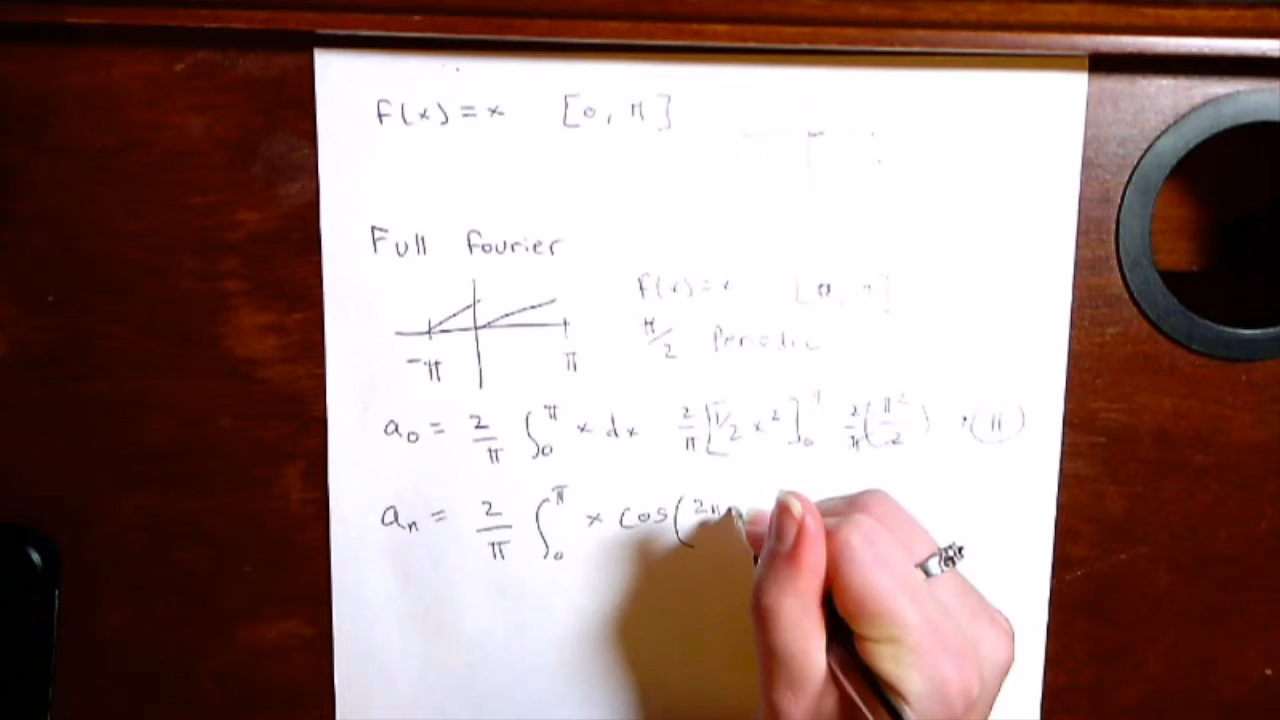 f(x) = x [0, π]
Full Fourier
f(x) = x
π/2 Periodic
-π π
a₀ = 2/π ∫₀^π x dx 2/π [1/2 x²]₀^π 2/π (π²/2) π
aₙ = 2/π ∫₀^π x cos(2π